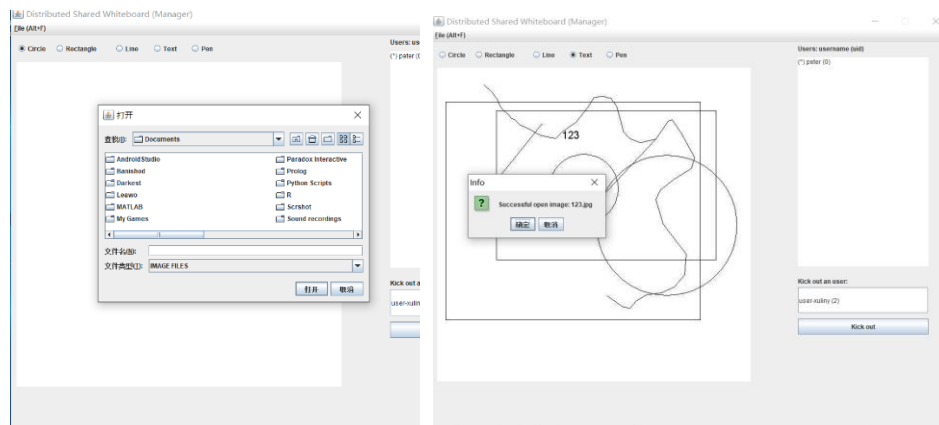 Distributed Shared Whiteboard (Manager)
File (Alt+F)
Circle Rectangle Line Text Pen
Users: us
(*) peter (0
打开
查找(I): Documents
AndroidStudio
Banished
Darkest
Leawo
MATLAB
My Games
Paradox Interactive
Prolog
Python Scripts
R
Scrshot
Sound recordings
文件名(N):
文件类型(T): IMAGE FILES
打开 取消
Kick out a
user-xulin
Distributed Shared Whiteboard (Manager)
File (Alt+F)
Circle Rectangle Line Text Pen
Users: username (uid)
(*) peter (0)
123
Info
Successful open image: 123.jpg
确定 取消
Kick out an user:
user-xuliny (2)
Kick out